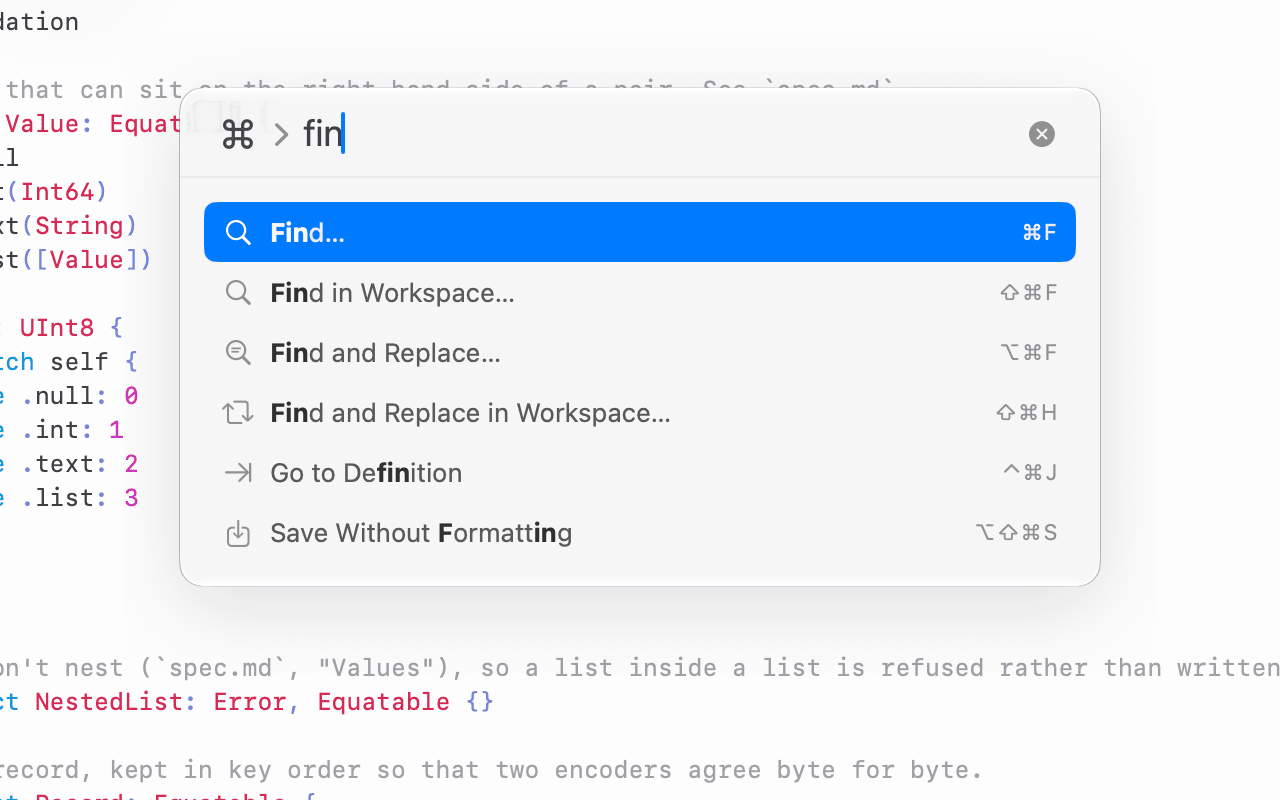 dation
that can sit on the right hand side of a pair. See `spec.md`
Value: Equat
ll
t(Int64)
xt(String)
st([Value])
: UInt8 {
tch self {
e .null: 0
e .int: 1
e .text: 2
e .list: 3
⌘ > fin
Find... ⌘F
Find in Workspace... ⇧⌘F
Find and Replace... ⌥⌘F
Find and Replace in Workspace... ⇧⌘H
Go to Definition ^⌘J
Save Without Formatting ⌥⇧⌘S
on't nest (`spec.md`, "Values"), so a list inside a list is refused rather than written
ct NestedList: Error, Equatable {}
record, kept in key order so that two encoders agree byte for byte.
ct Record: Equatable {